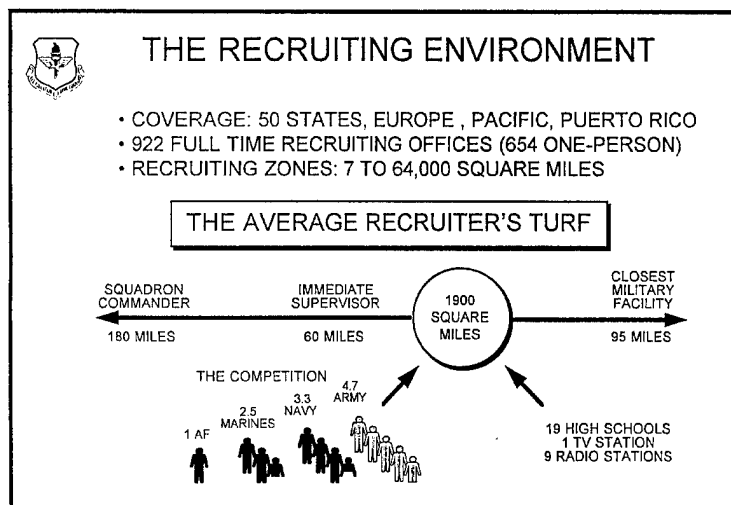 THE RECRUITING ENVIRONMENT
• COVERAGE: 50 STATES, EUROPE , PACIFIC, PUERTO RICO
• 922 FULL TIME RECRUITING OFFICES (654 ONE-PERSON)
• RECRUITING ZONES: 7 TO 64,000 SQUARE MILES
THE AVERAGE RECRUITER'S TURF
SQUADRON
COMMANDER
180 MILES
IMMEDIATE
SUPERVISOR
60 MILES
1900
SQUARE
MILES
CLOSEST
MILITARY
FACILITY
95 MILES
THE COMPETITION
1 AF
2.5
MARINES
3.3
NAVY
4.7
ARMY
19 HIGH SCHOOLS
1 TV STATION
9 RADIO STATIONS